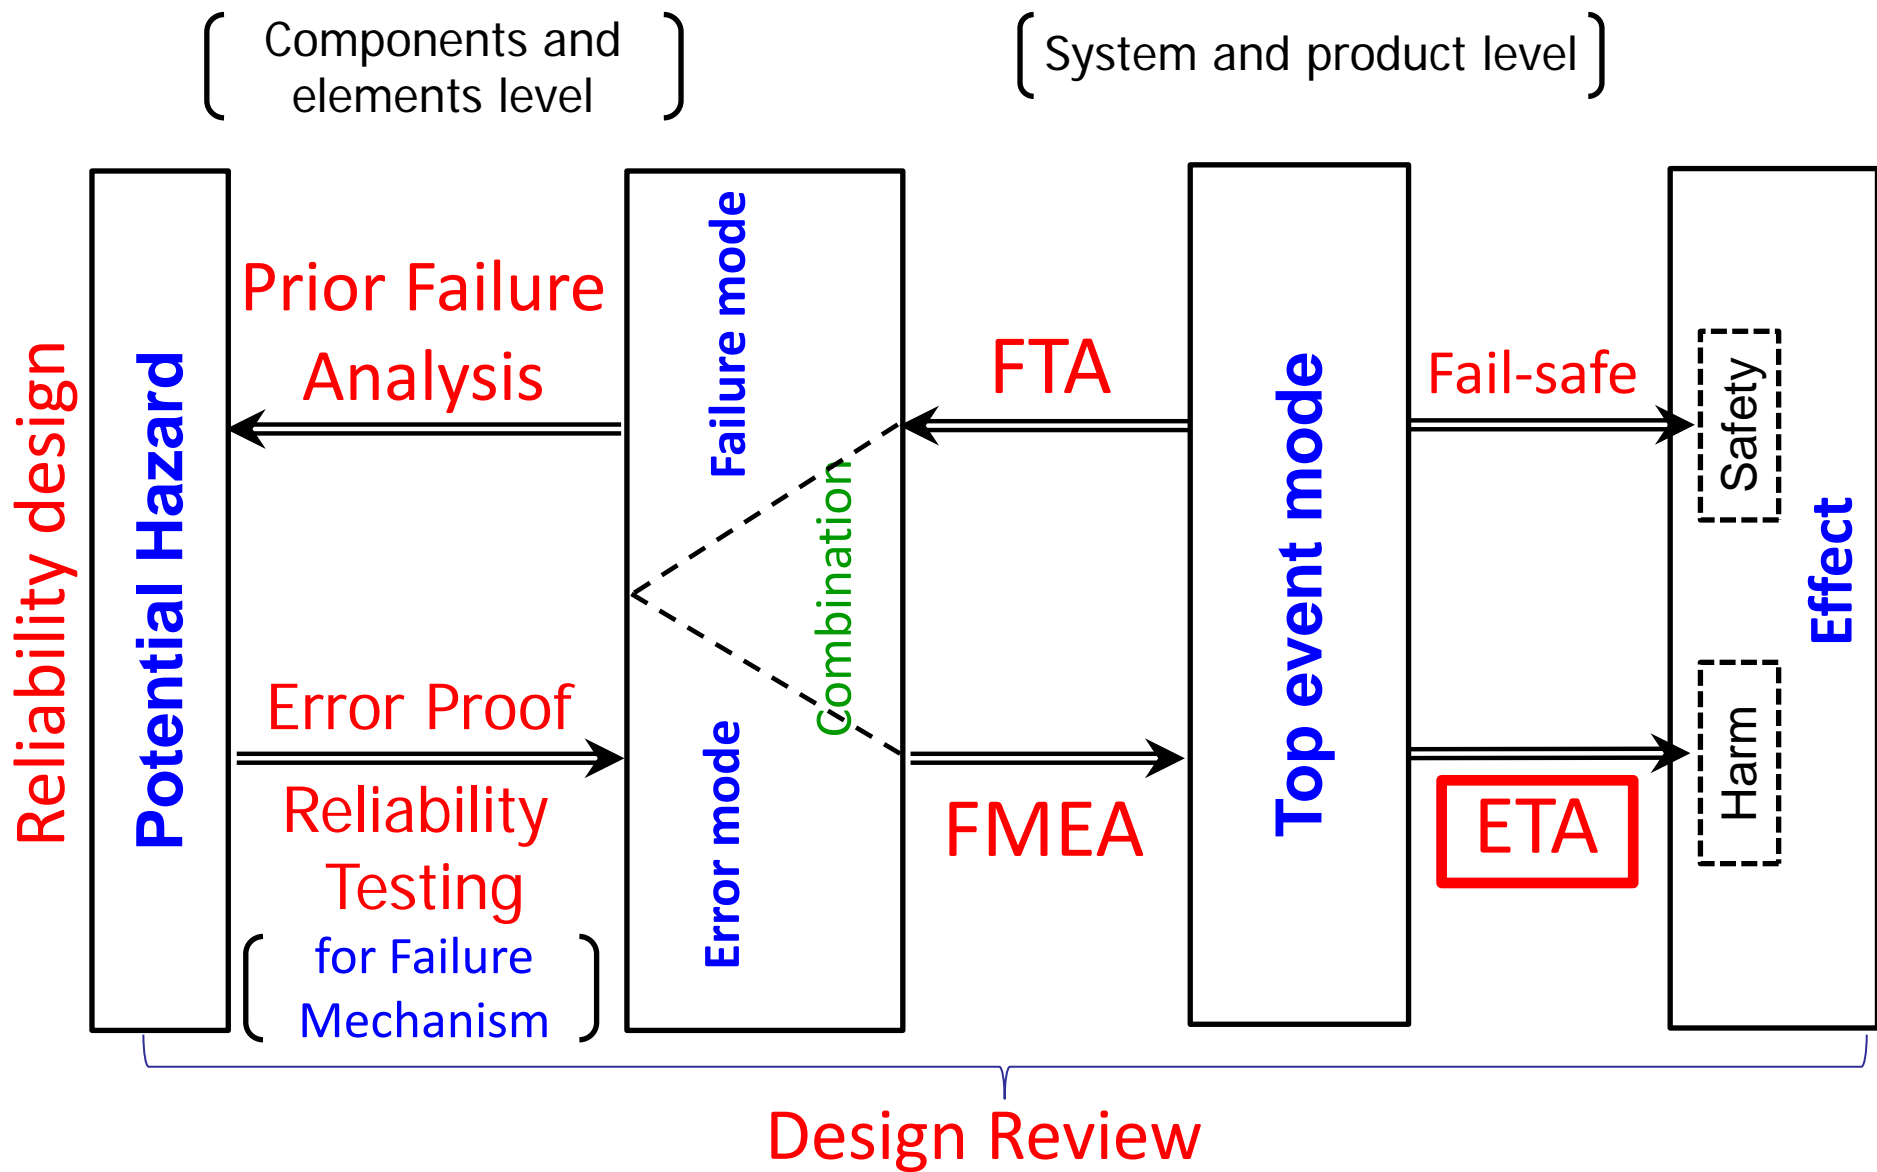 Components and
elements level
System and product level
Reliability design
Potential Hazard
Prior Failure
Analysis
Error Proof
Reliability
Testing
for Failure
Mechanism
Failure mode
Error mode
Combination
FTA
FMEA
Top event mode
Fail-safe
ETA
Safety
Harm
Effect
Design Review